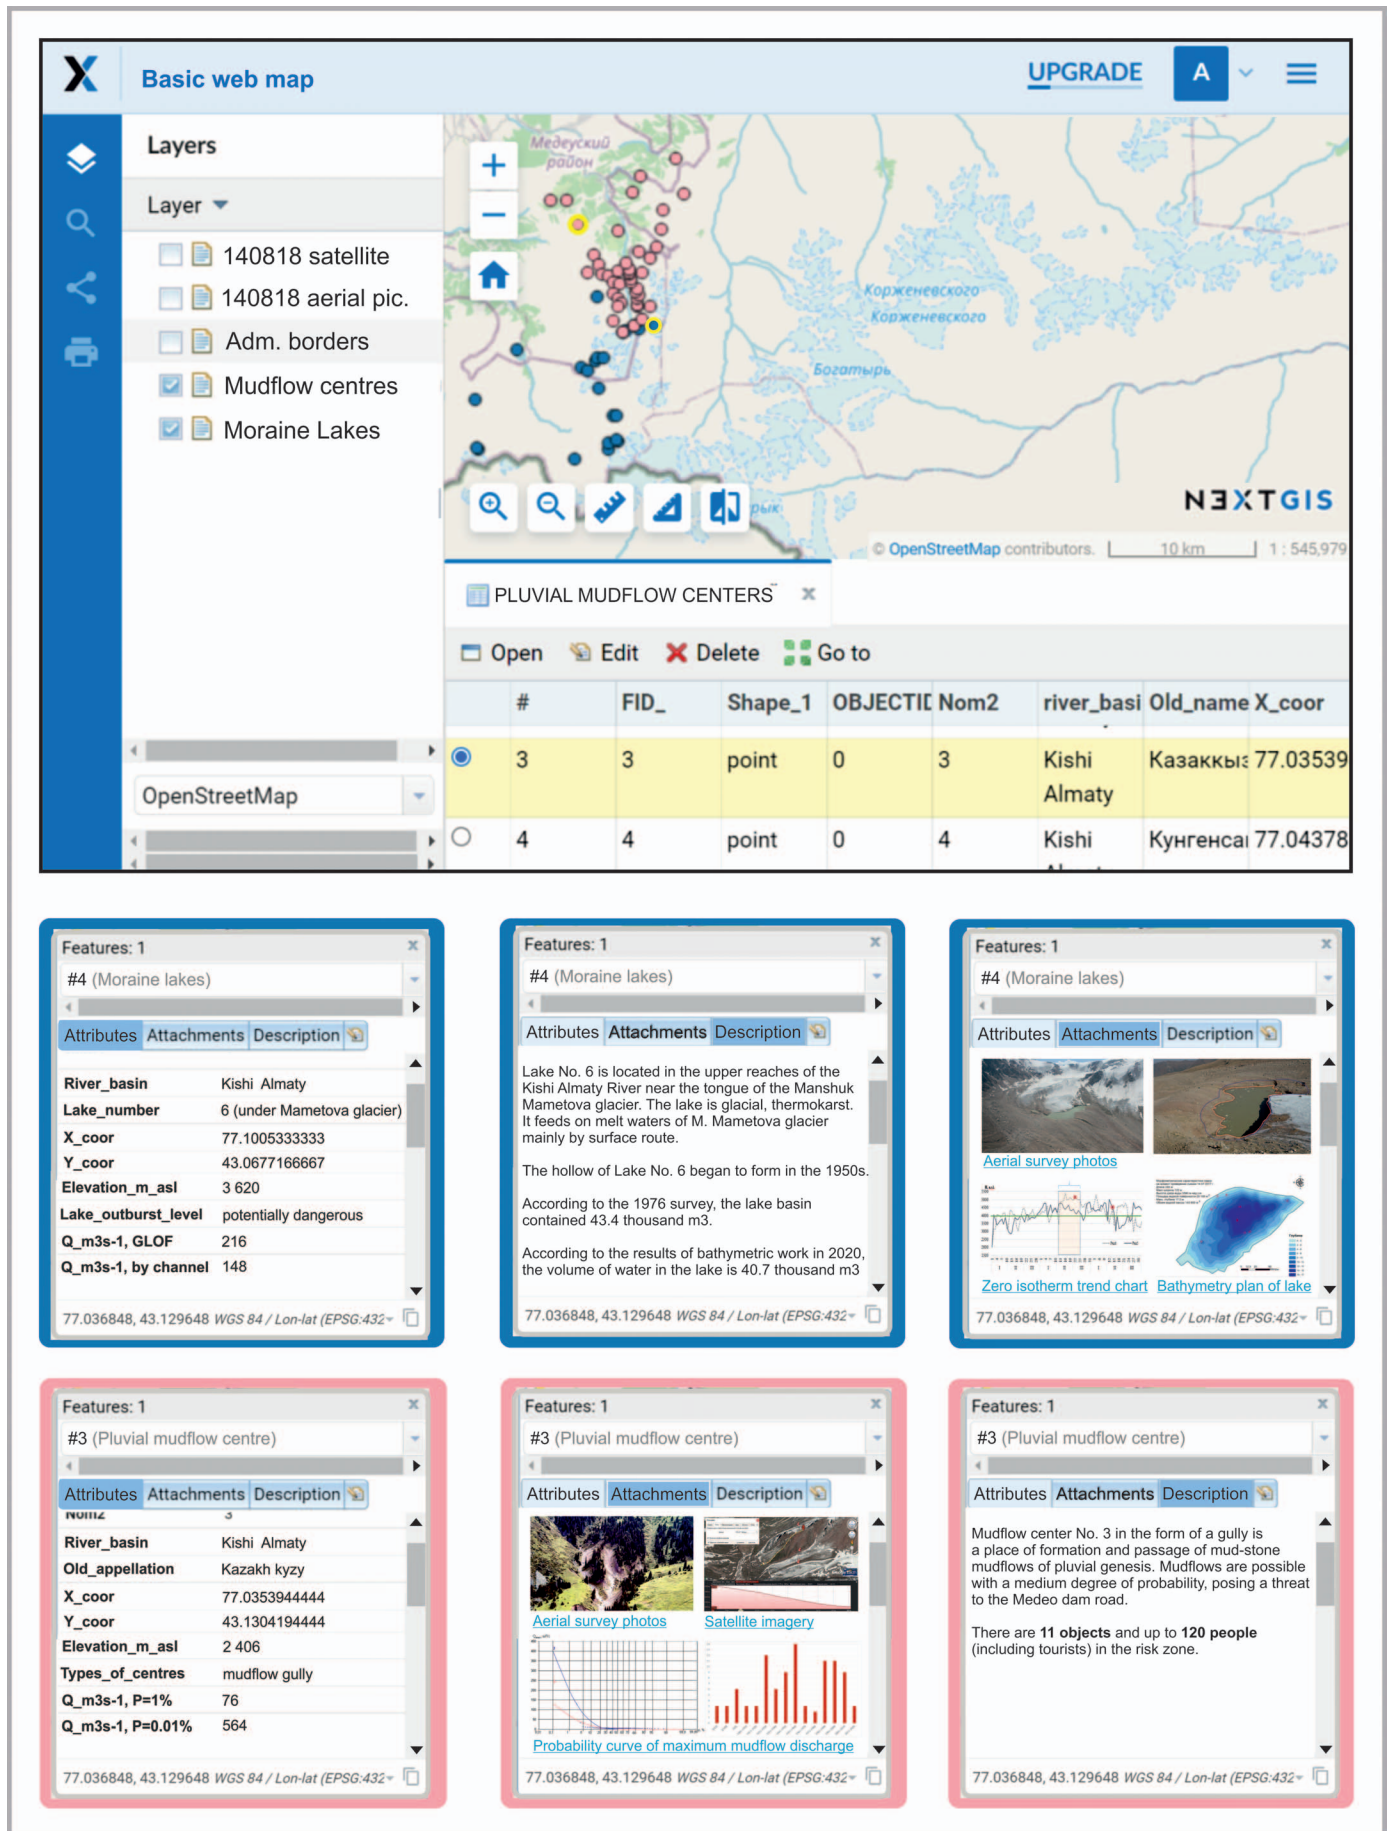 Basic web map
UPGRADE
A
Layers
Layer
140818 satellite
140818 aerial pic.
Adm. borders
Mudflow centres
Moraine Lakes
OpenStreetMap
Медеуский
район
Корженевского
Корженевского
Богатырь
NEXTGIS
© OpenStreetMap contributors. 10 km 1 : 545,979
PLUVIAL MUDFLOW CENTERS x
Open Edit Delete Go to
# FID_ Shape_1 OBJECTID Nom2 river_basi Old_name X_coor
3 3 point 0 3 Kishi Almaty Казаккыз 77.03539
4 4 point 0 4 Kishi Кунгенсаı 77.04378
Features: 1 x
#4 (Moraine lakes)
Attributes Attachments Description
River_basin Kishi Almaty
Lake_number 6 (under Mametova glacier)
X_coor 77.1005333333
Y_coor 43.0677166667
Elevation_m_asl 3 620
Lake_outburst_level potentially dangerous
Q_m3s-1, GLOF 216
Q_m3s-1, by channel 148
77.036848, 43.129648 WGS 84 / Lon-lat (EPSG:432
Features: 1 x
#4 (Moraine lakes)
Attributes Attachments Description
Lake No. 6 is located in the upper reaches of the
Kishi Almaty River near the tongue of the Manshuk
Mametova glacier. The lake is glacial, thermokarst.
It feeds on melt waters of M. Mametova glacier
mainly by surface route.
The hollow of Lake No. 6 began to form in the 1950s.
According to the 1976 survey, the lake basin
contained 43.4 thousand m3.
According to the results of bathymetric work in 2020,
the volume of water in the lake is 40.7 thousand m3
77.036848, 43.129648 WGS 84 / Lon-lat (EPSG:432
Features: 1 x
#4 (Moraine lakes)
Attributes Attachments Description
Aerial survey photos
Zero isotherm trend chart Bathymetry plan of lake
77.036848, 43.129648 WGS 84 / Lon-lat (EPSG:432
Features: 1 x
#3 (Pluvial mudflow centre)
Attributes Attachments Description
Nom2 3
River_basin Kishi Almaty
Old_appellation Kazakh kyzy
X_coor 77.0353944444
Y_coor 43.1304194444
Elevation_m_asl 2 406
Types_of_centres mudflow gully
Q_m3s-1, P=1% 76
Q_m3s-1, P=0.01% 564
77.036848, 43.129648 WGS 84 / Lon-lat (EPSG:432
Features: 1 x
#3 (Pluvial mudflow centre)
Attributes Attachments Description
Aerial survey photos Satellite imagery
Probability curve of maximum mudflow discharge
77.036848, 43.129648 WGS 84 / Lon-lat (EPSG:432
Features: 1 x
#3 (Pluvial mudflow centre)
Attributes Attachments Description
Mudflow center No. 3 in the form of a gully is
a place of formation and passage of mud-stone
mudflows of pluvial genesis. Mudflows are possible
with a medium degree of probability, posing a threat
to the Medeo dam road.
There are 11 objects and up to 120 people
(including tourists) in the risk zone.
77.036848, 43.129648 WGS 84 / Lon-lat (EPSG:432